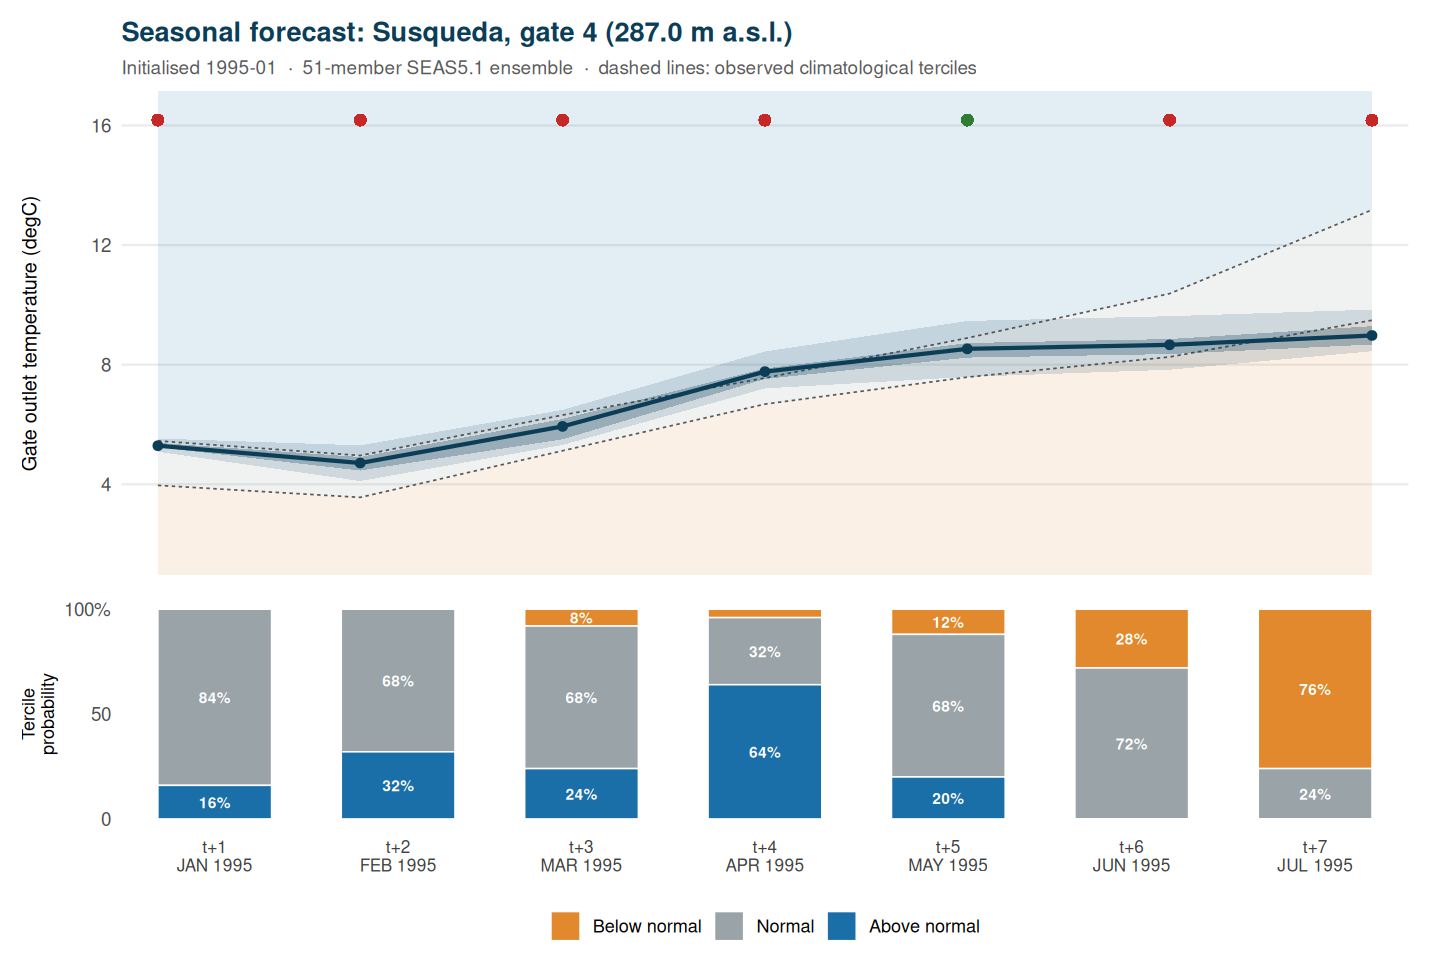 Seasonal forecast: Susqueda, gate 4 (287.0 m a.s.l.)
Initialised 1995-01 · 51-member SEAS5.1 ensemble · dashed lines: observed climatological terciles
Gate outlet temperature (degC)
16
12
8
4
Tercile
probability
100%
50
0
84%
16%
68%
32%
8%
68%
24%
32%
64%
12%
68%
20%
28%
72%
76%
24%
t+1
JAN 1995
t+2
FEB 1995
t+3
MAR 1995
t+4
APR 1995
t+5
MAY 1995
t+6
JUN 1995
t+7
JUL 1995
Below normal
Normal
Above normal